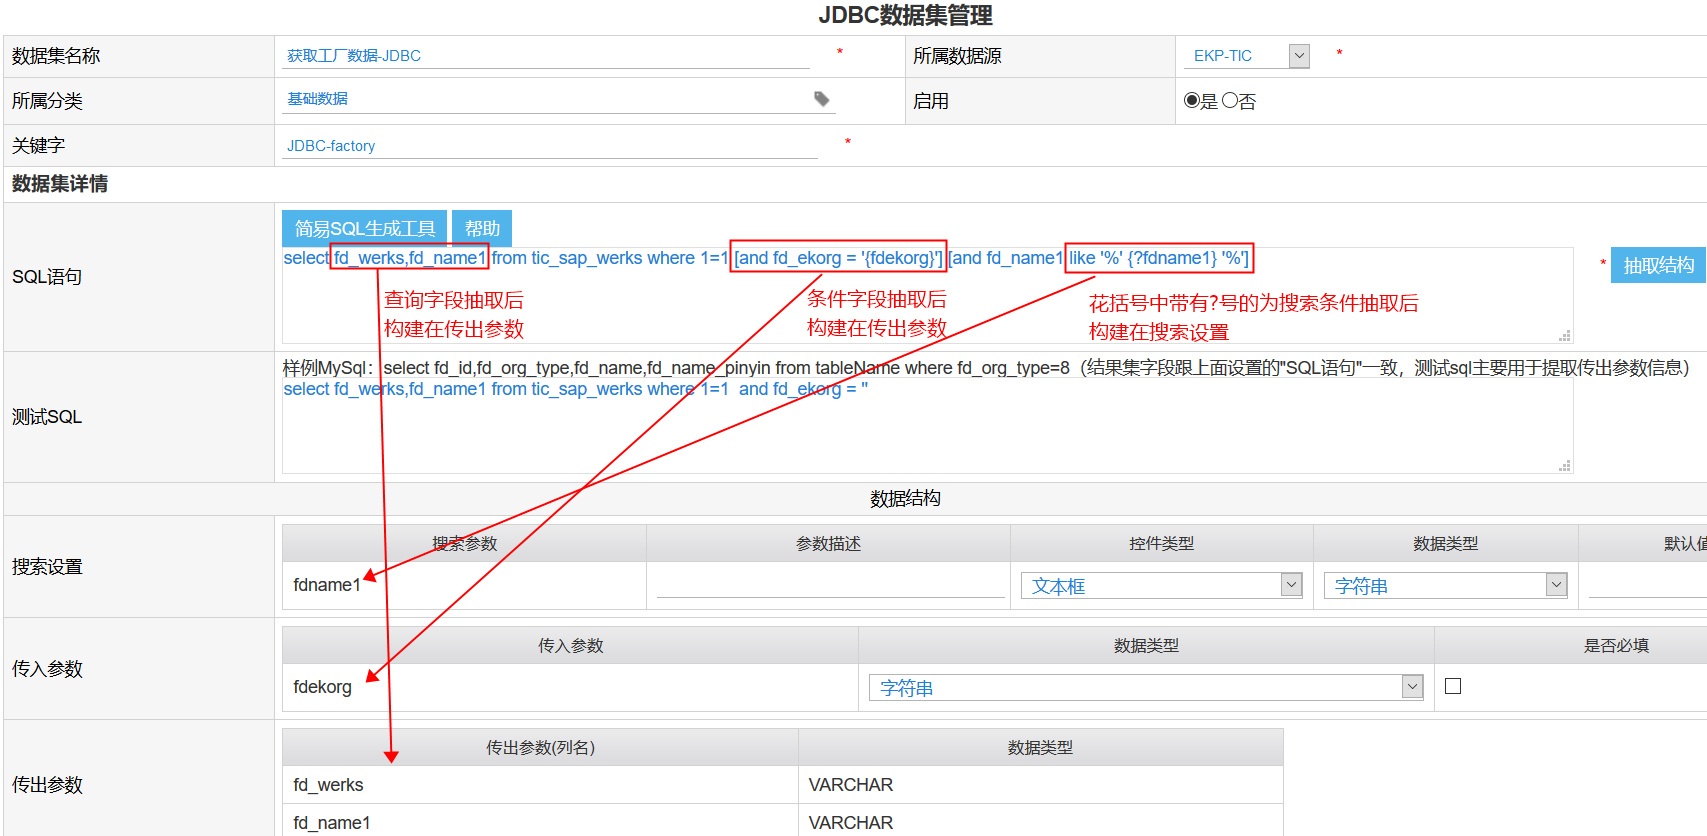 JDBC数据集管理
数据集名称 获取工厂数据-JDBC * 所属数据源 EKP-TIC *
所属分类 基础数据 启用 是 否
关键字 JDBC-factory *
数据集详情
简易SQL生成工具 帮助
SQL语句 select fd_werks,fd_name1 from tic_sap_werks where 1=1 [and fd_ekorg = '{fdekorg}'] [and fd_name1 like '%' {?fdname1} '%'] * 抽取结构
查询字段抽取后
构建在传出参数
条件字段抽取后
构建在传出参数
花括号中带有?号的为搜索条件抽取后
构建在搜索设置
样例MySql：select fd_id,fd_org_type,fd_name,fd_name_pinyin from tableName where fd_org_type=8（结果集字段跟上面设置的"SQL语句"一致，测试sql主要用于提取传出参数信息）
测试SQL select fd_werks,fd_name1 from tic_sap_werks where 1=1  and fd_ekorg = ''
数据结构
搜索设置 搜索参数 参数描述 控件类型 数据类型 默认值
fdname1 文本框 字符串
传入参数 传入参数 数据类型 是否必填
fdekorg 字符串
传出参数 传出参数(列名) 数据类型
fd_werks VARCHAR
fd_name1 VARCHAR